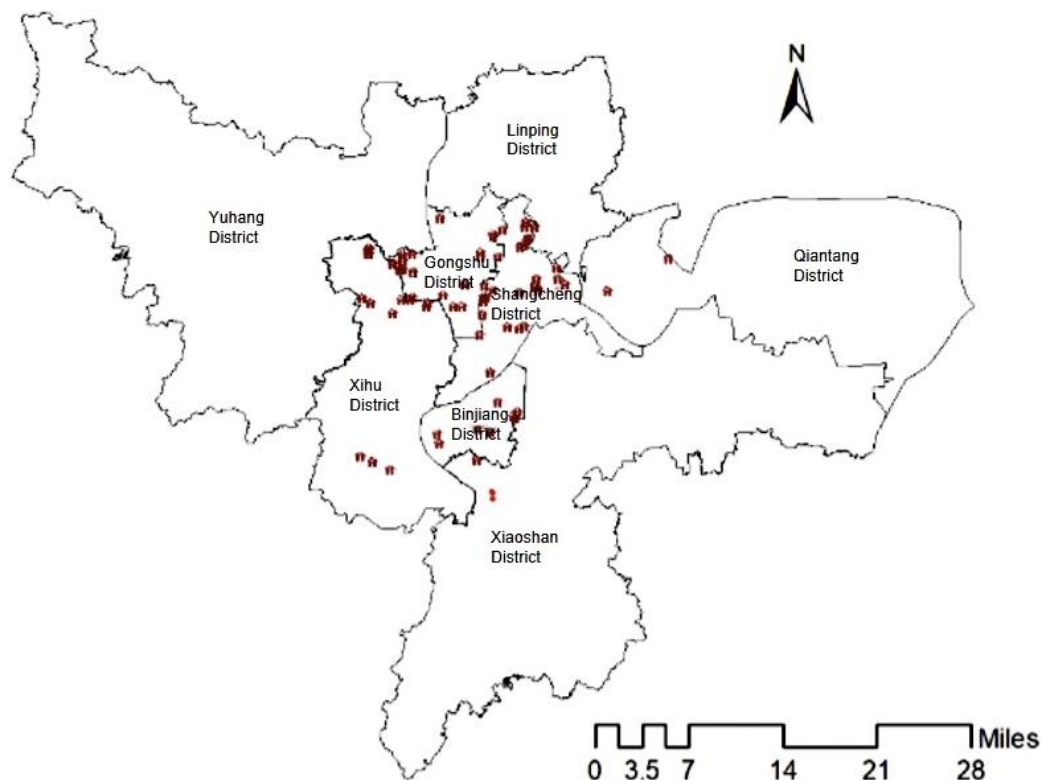 N
Linping
District
Yuhang
District
Qiantang
District
Gongshu
District
Shangcheng
District
Xihu
District
Binjiang
District
Xiaoshan
District
Miles
0 3.5 7 14 21 28